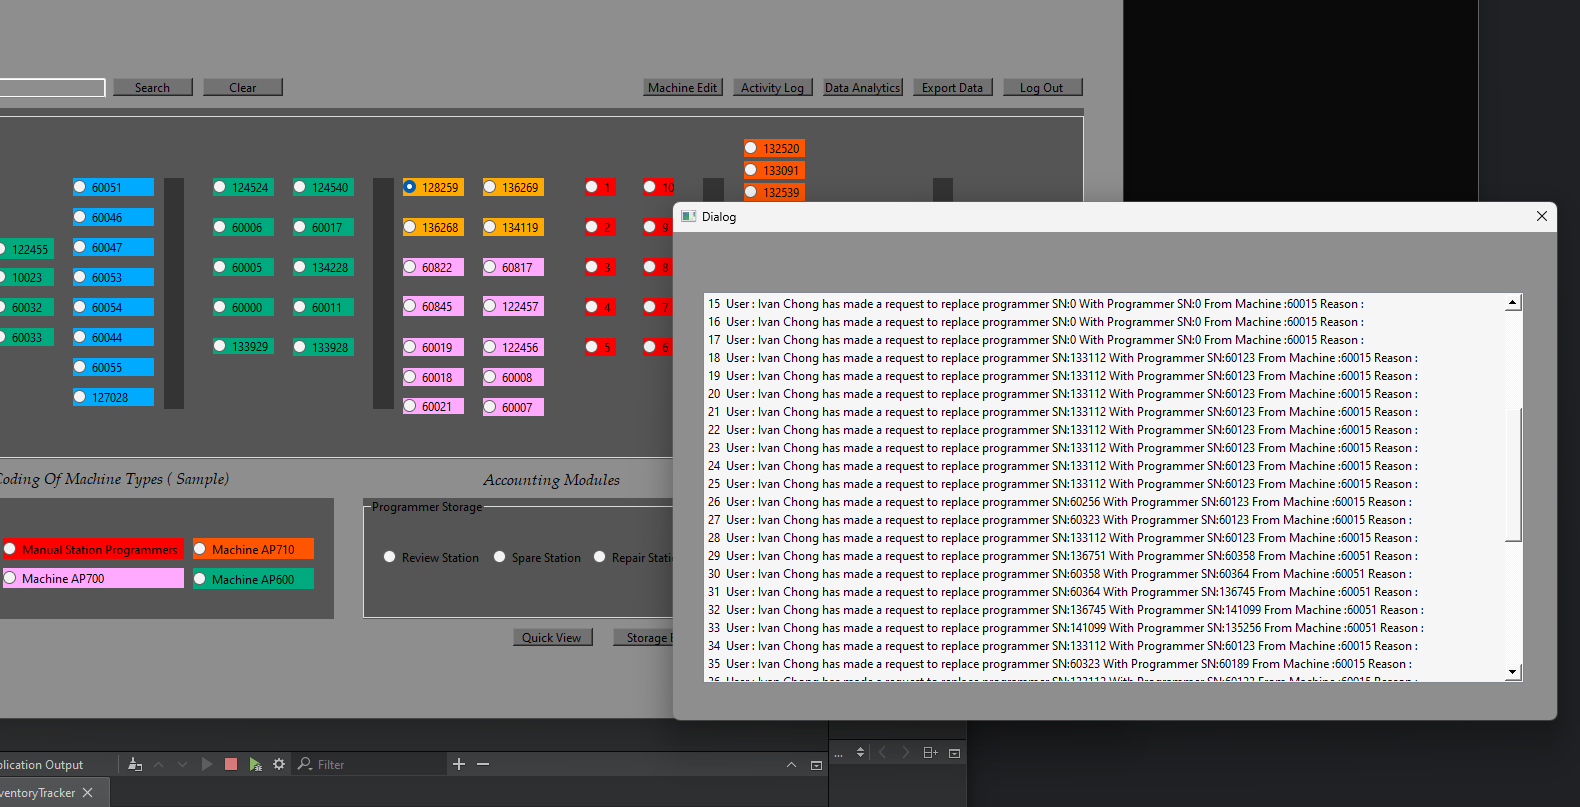 Search
Clear
Machine Edit
Activity Log
Data Analytics
Export Data
Log Out
132520
133091
132539
60051
124524
124540
128259
136269
1
10
60046
60006
60017
136268
134119
2
9
122455
60047
60005
134228
60822
60817
3
8
10023
60053
60032
60054
60000
60011
60845
122457
4
7
60033
60044
133929
133928
60019
122456
5
6
60055
60018
60008
127028
60021
60007
Coding Of Machine Types ( Sample)
Manual Station Programmers
Machine AP710
Machine AP700
Machine AP600
Accounting Modules
Programmer Storage
Review Station
Spare Station
Repair Stati
Quick View
Storage
Dialog
15 User : Ivan Chong has made a request to replace programmer SN:0 With Programmer SN:0 From Machine :60015 Reason :
16 User : Ivan Chong has made a request to replace programmer SN:0 With Programmer SN:0 From Machine :60015 Reason :
17 User : Ivan Chong has made a request to replace programmer SN:0 With Programmer SN:0 From Machine :60015 Reason :
18 User : Ivan Chong has made a request to replace programmer SN:133112 With Programmer SN:60123 From Machine :60015 Reason :
19 User : Ivan Chong has made a request to replace programmer SN:133112 With Programmer SN:60123 From Machine :60015 Reason :
20 User : Ivan Chong has made a request to replace programmer SN:133112 With Programmer SN:60123 From Machine :60015 Reason :
21 User : Ivan Chong has made a request to replace programmer SN:133112 With Programmer SN:60123 From Machine :60015 Reason :
22 User : Ivan Chong has made a request to replace programmer SN:133112 With Programmer SN:60123 From Machine :60015 Reason :
23 User : Ivan Chong has made a request to replace programmer SN:133112 With Programmer SN:60123 From Machine :60015 Reason :
24 User : Ivan Chong has made a request to replace programmer SN:133112 With Programmer SN:60123 From Machine :60015 Reason :
25 User : Ivan Chong has made a request to replace programmer SN:133112 With Programmer SN:60123 From Machine :60015 Reason :
26 User : Ivan Chong has made a request to replace programmer SN:60256 With Programmer SN:60123 From Machine :60015 Reason :
27 User : Ivan Chong has made a request to replace programmer SN:60323 With Programmer SN:60123 From Machine :60015 Reason :
28 User : Ivan Chong has made a request to replace programmer SN:133112 With Programmer SN:60123 From Machine :60015 Reason :
29 User : Ivan Chong has made a request to replace programmer SN:136751 With Programmer SN:60358 From Machine :60051 Reason :
30 User : Ivan Chong has made a request to replace programmer SN:60358 With Programmer SN:60364 From Machine :60051 Reason :
31 User : Ivan Chong has made a request to replace programmer SN:60364 With Programmer SN:136745 From Machine :60051 Reason :
32 User : Ivan Chong has made a request to replace programmer SN:136745 With Programmer SN:141099 From Machine :60051 Reason :
33 User : Ivan Chong has made a request to replace programmer SN:141099 With Programmer SN:135256 From Machine :60051 Reason :
34 User : Ivan Chong has made a request to replace programmer SN:133112 With Programmer SN:60123 From Machine :60015 Reason :
35 User : Ivan Chong has made a request to replace programmer SN:60323 With Programmer SN:60189 From Machine :60015 Reason :
plication Output
Filter
...
ventoryTracker